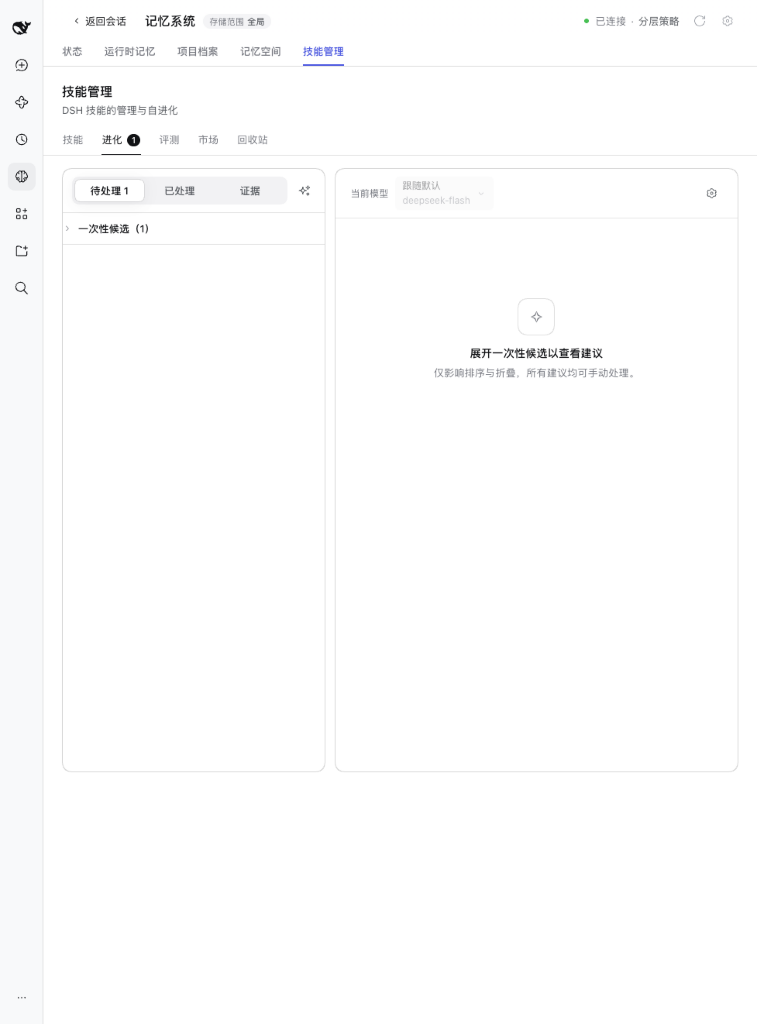 返回会话 记忆系统 存储范围 全局 已连接 · 分层策略
状态 运行时记忆 项目档案 记忆空间 技能管理
技能管理
DSH 技能的管理与自进化
技能 进化 1 评测 市场 回收站
待处理 1 已处理 证据
当前模型 跟随默认
deepseek-flash
一次性候选（1）
展开一次性候选以查看建议
仅影响排序与折叠，所有建议均可手动处理。